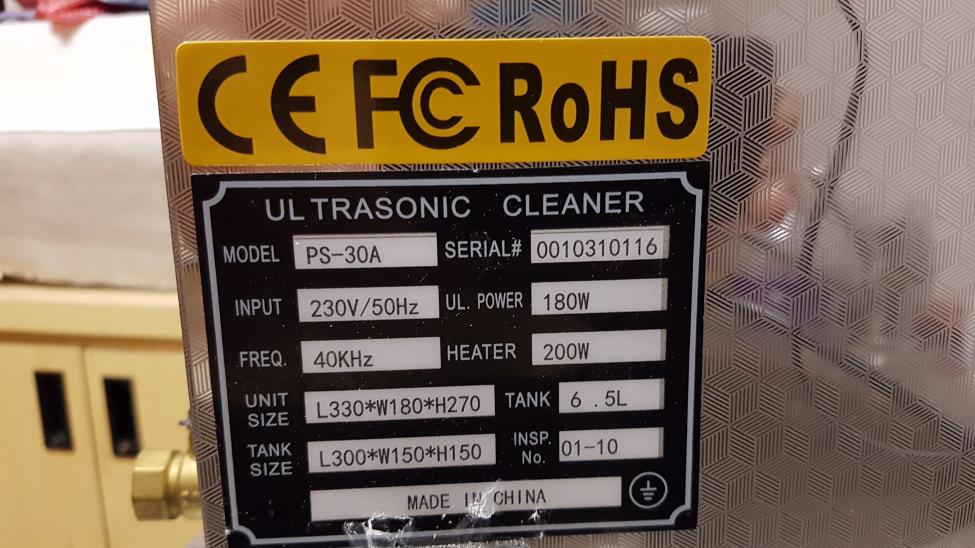 CE FC RoHS
ULTRASONIC CLEANER
MODEL PS-30A SERIAL# 0010310116
INPUT 230V/50Hz UL. POWER 180W
FREQ. 40KHz HEATER 200W
UNIT SIZE L330*W180*H270 TANK 6 .5L
TANK SIZE L300*W150*H150 INSP. No. 01-10
MADE IN CHINA